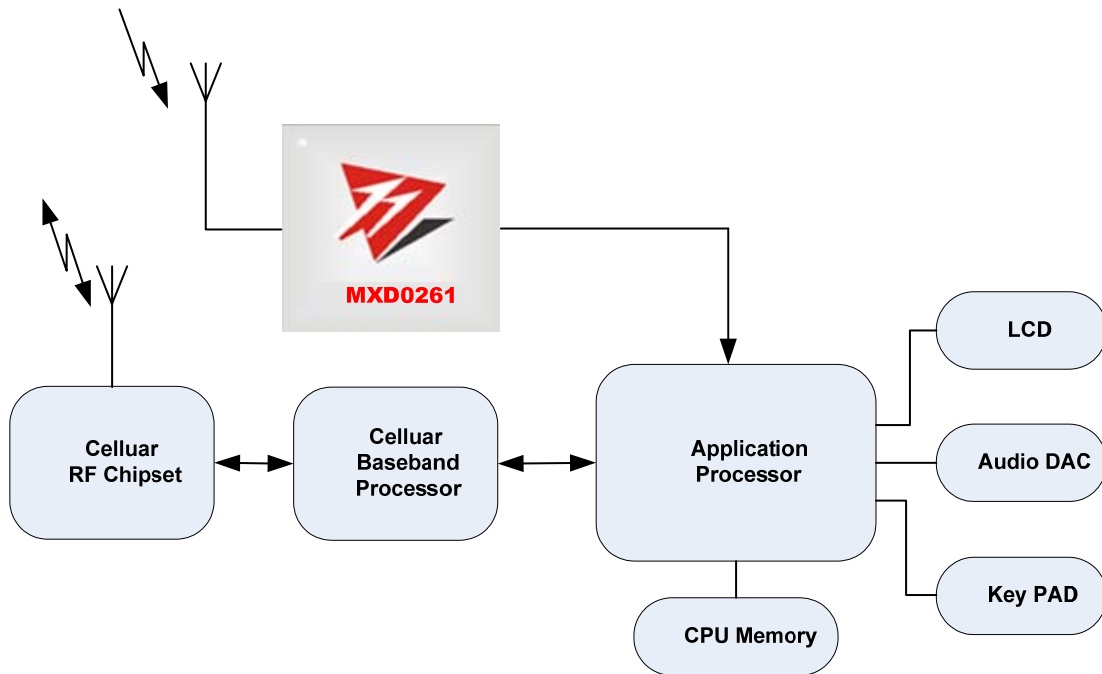 MXD0261
LCD
Celluar
RF Chipset
Celluar
Baseband
Processor
Application
Processor
Audio DAC
Key PAD
CPU Memory